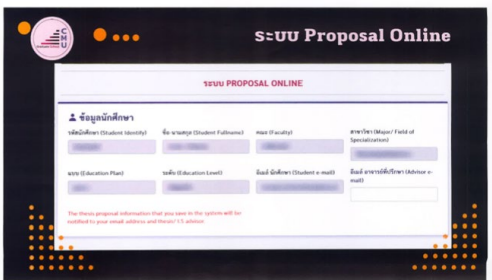 CMU
ระบบ Proposal Online
ระบบ PROPOSAL ONLINE
ข้อมูลนักศึกษา
รหัสนักศึกษา (Student Identity)
ชื่อ นามสกุล (Student Fullname)
คณะ (Faculty)
สาขาวิชา (Major/ Field of
Specialization)
แบบ (Education Plan)
ระดับ (Education Level)
อีเมล์ นักศึกษา (Student e-mail)
อีเมล์ อาจารย์ที่ปรึกษา (Advisor e-
mail)
The thesis proposal information that you save in the system will be
notified to your email address and thesis/ I.S advisor.